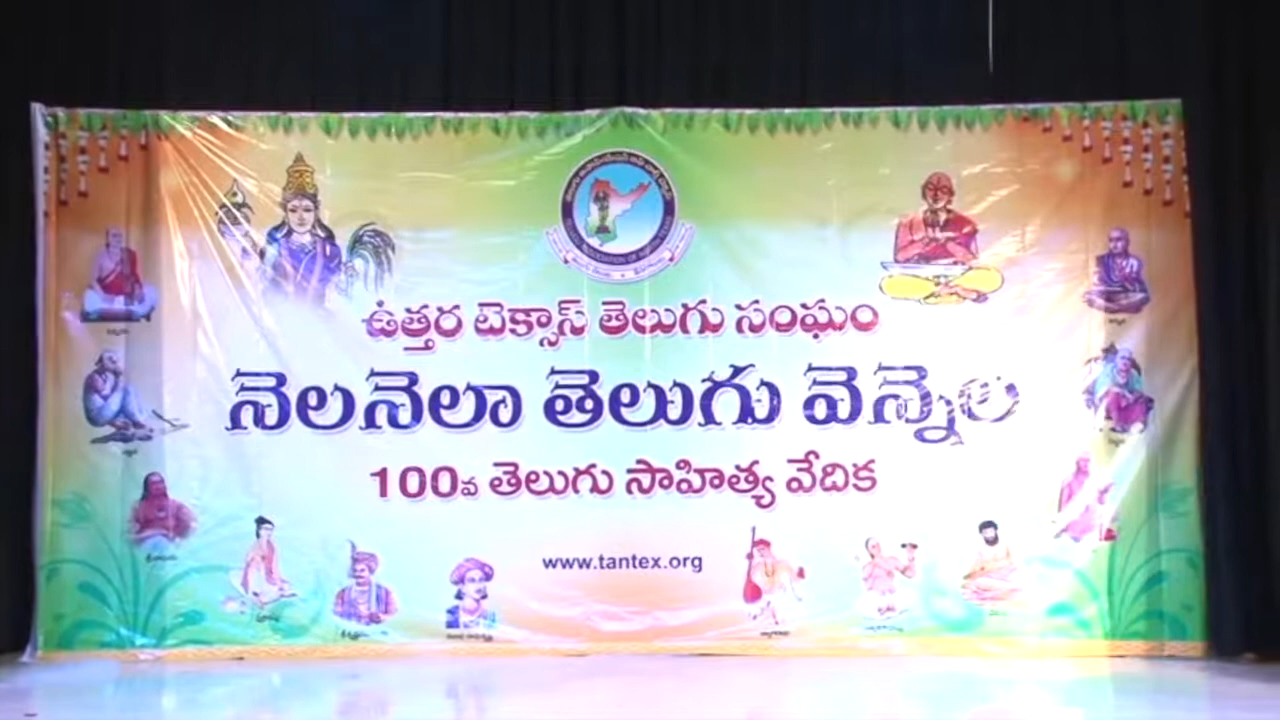 ఉత్తర టెక్సాస్ తెలుగు సంఘం
నెలనెలా తెలుగు వెన్నెల
100వ తెలుగు సాహిత్య వేదిక
www.tantex.org